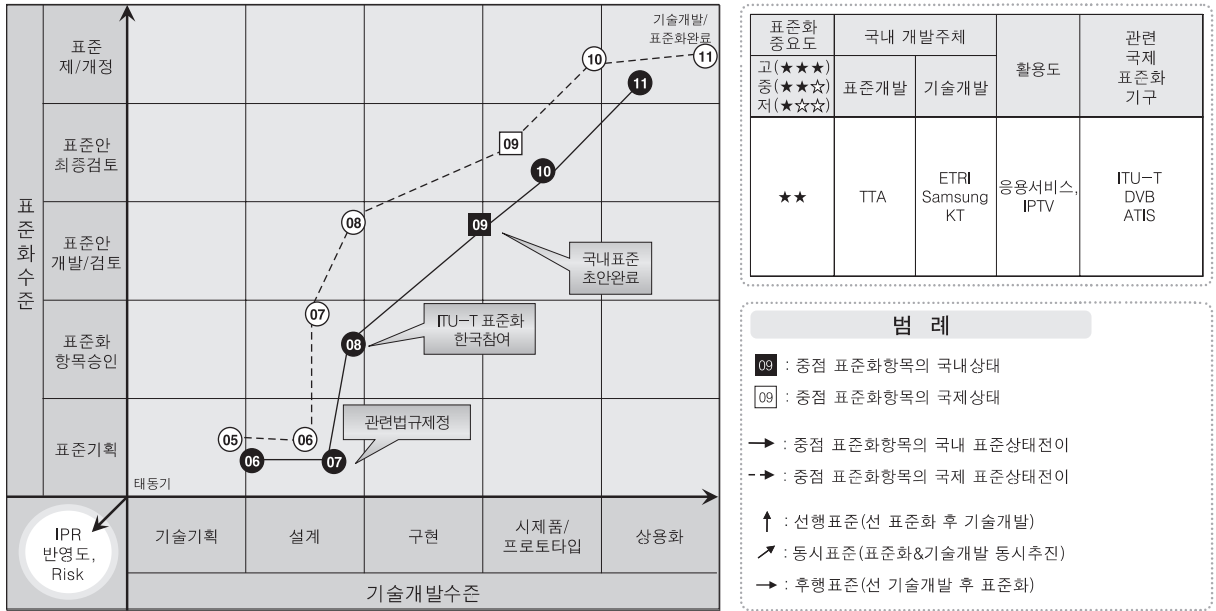 표준화수준
표준
제/개정
표준안
최종검토
표준안
개발/검토
표준화
항목승인
표준기획
기술개발/
표준화완료
10
11
11
09
10
08
09
국내표준
초안완료
07
08
ITU-T 표준화
한국참여
관련법규제정
05
06
06
07
태동기
IPR
반영도,
Risk
기술기획
설계
구현
시제품/
프로토타입
상용화
기술개발수준
표준화
중요도
국내 개발주체
활용도
관련
국제
표준화
기구
고(★★★)
중(★★☆)
저(★☆☆)
표준개발
기술개발
★★
TTA
ETRI
Samsung
KT
응용서비스,
IPTV
ITU-T
DVB
ATIS
범 례
09 : 중점 표준화항목의 국내상태
09 : 중점 표준화항목의 국제상태
→ : 중점 표준화항목의 국내 표준상태전이
⇢ : 중점 표준화항목의 국제 표준상태전이
↑ : 선행표준(선 표준화 후 기술개발)
↗ : 동시표준(표준화&기술개발 동시추진)
→ : 후행표준(선 기술개발 후 표준화)